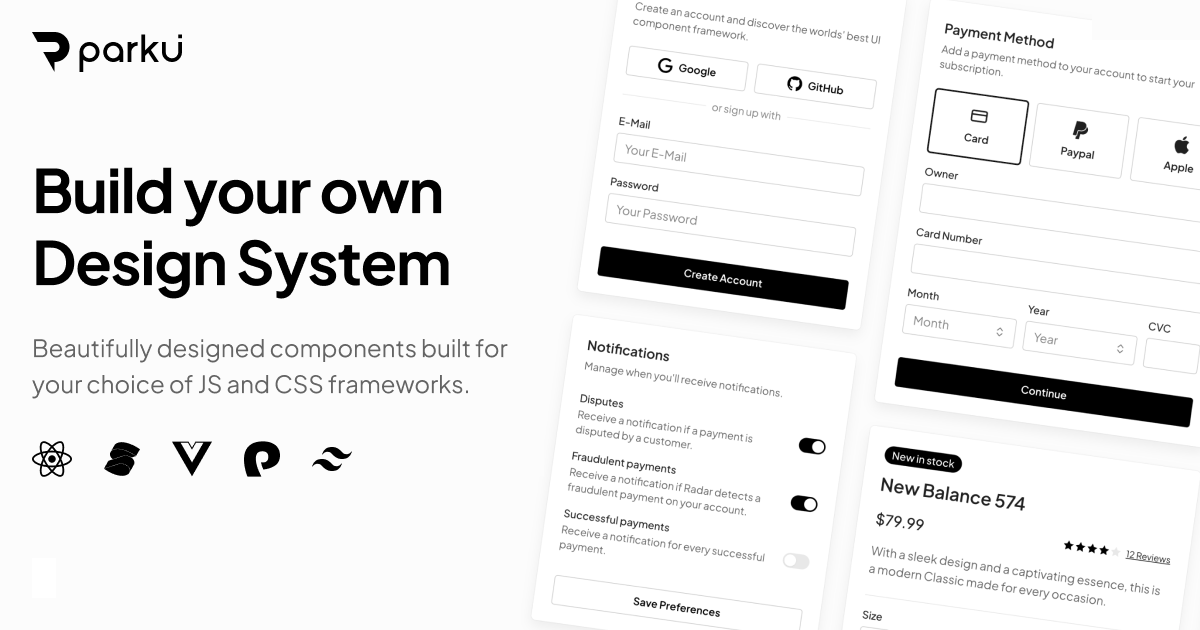 parkui
Build your own
Design System
Beautifully designed components built for
your choice of JS and CSS frameworks.
Create an account and discover the worlds' best UI
component framework.
Google
GitHub
or sign up with
E-Mail
Your E-Mail
Password
Your Password
Create Account
Notifications
Manage when you'll receive notifications.
Disputes
Receive a notification if a payment is
disputed by a customer.
Fraudulent payments
Receive a notification if Radar detects a
fraudulent payment on your account.
Successful payments
Receive a notification for every successful
payment.
Save Preferences
Payment Method
Add a payment method to your account to start your
subscription.
Card
Paypal
Apple
Owner
Card Number
Month
Year
CVC
Month
Year
Continue
New in stock
New Balance 574
$79.99
12 Reviews
With a sleek design and a captivating essence, this is
a modern Classic made for every occasion.
Size